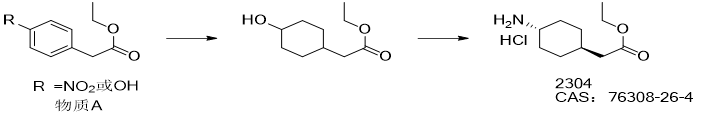 R
O
O
HO
O
O
H₂N
HCl
O
O
R =NO₂或OH
物质A
2304
CAS：76308-26-4